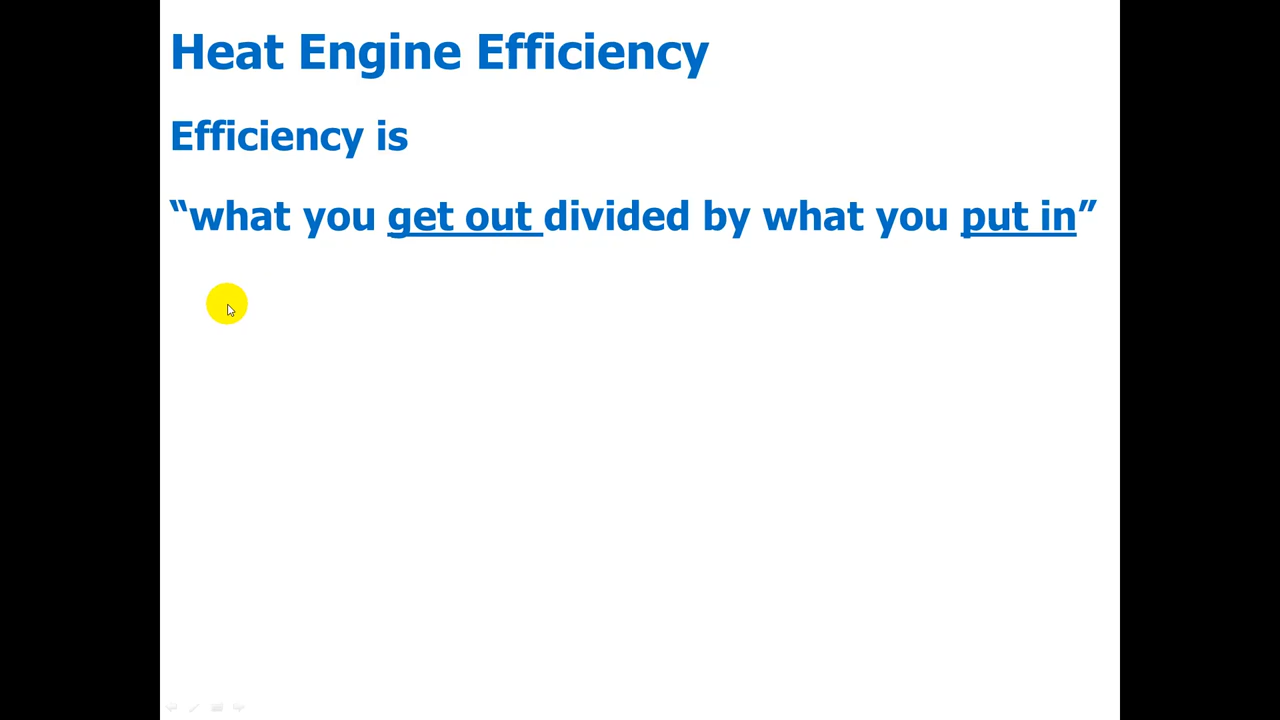 Heat Engine Efficiency
Efficiency is
“what you get out divided by what you put in”